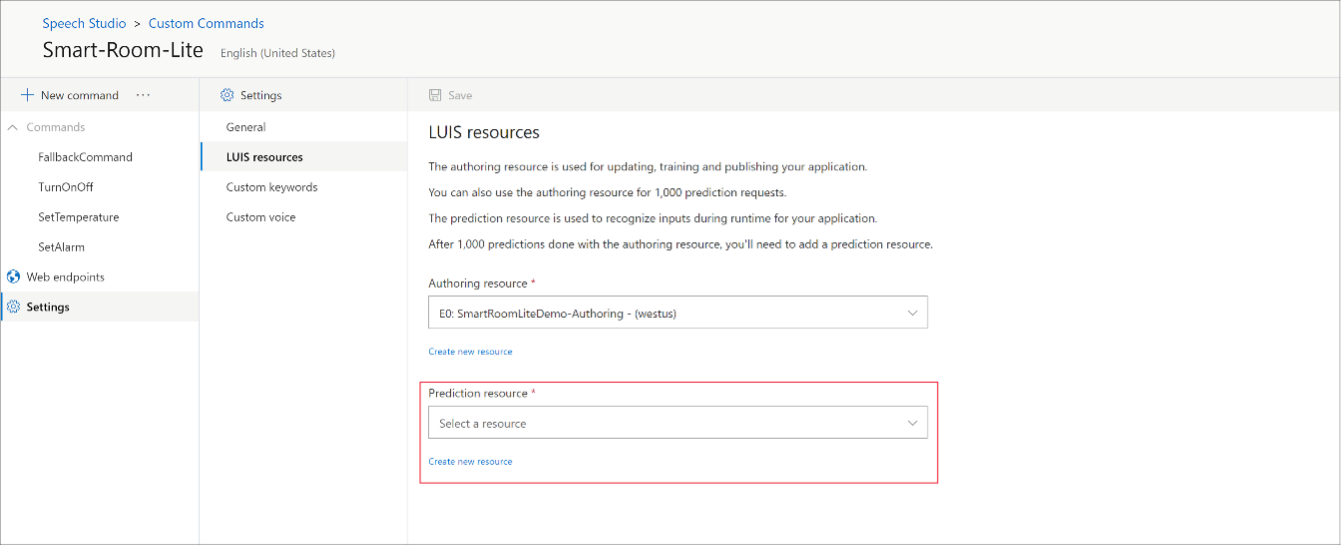 Speech Studio > Custom Commands
Smart-Room-Lite English (United States)
New command ...
Commands
FallbackCommand
TurnOnOff
SetTemperature
SetAlarm
Web endpoints
Settings
Settings
General
LUIS resources
Custom keywords
Custom voice
Save
LUIS resources
The authoring resource is used for updating, training and publishing your application.
You can also use the authoring resource for 1,000 prediction requests.
The prediction resource is used to recognize inputs during runtime for your application.
After 1,000 predictions done with the authoring resource, you'll need to add a prediction resource.
Authoring resource *
E0: SmartRoomLiteDemo-Authoring - (westus)
Create new resource
Prediction resource *
Select a resource
Create new resource